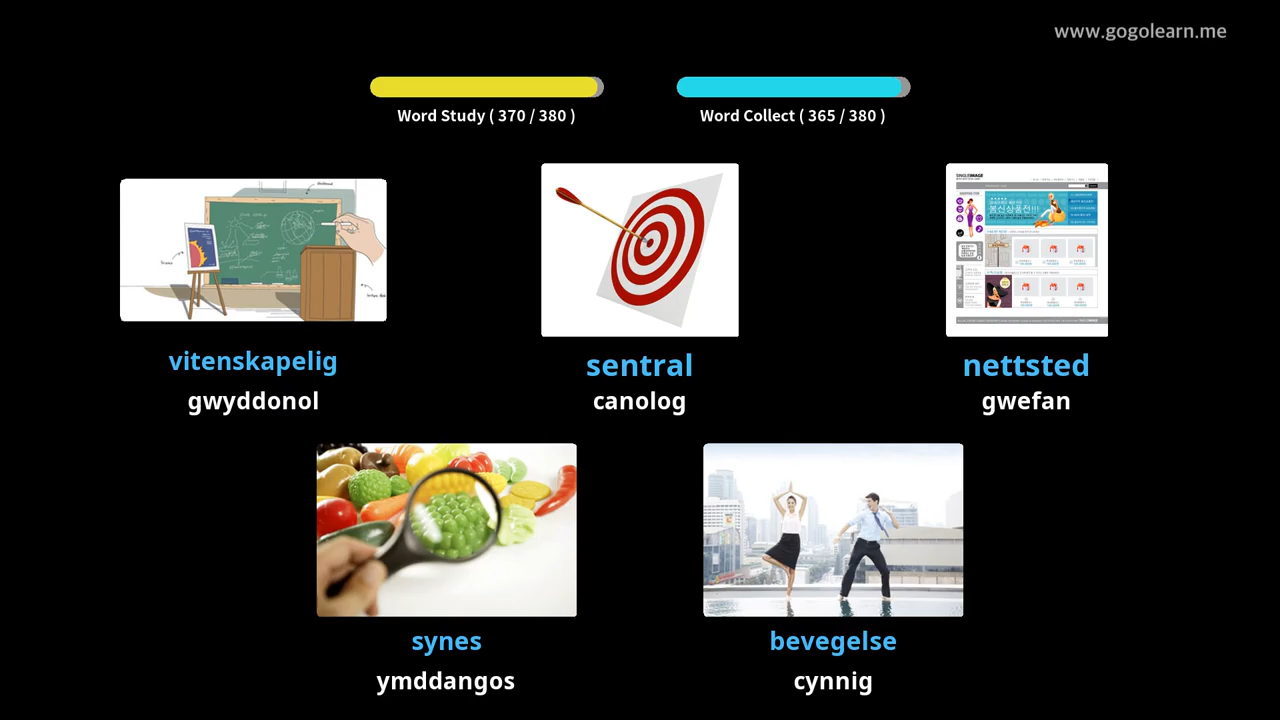 www.gogolearn.me
Word Study ( 370 / 380 )
Word Collect ( 365 / 380 )
vitenskapelig
gwyddonol
sentral
canolog
nettsted
gwefan
synes
ymddangos
bevegelse
cynnig